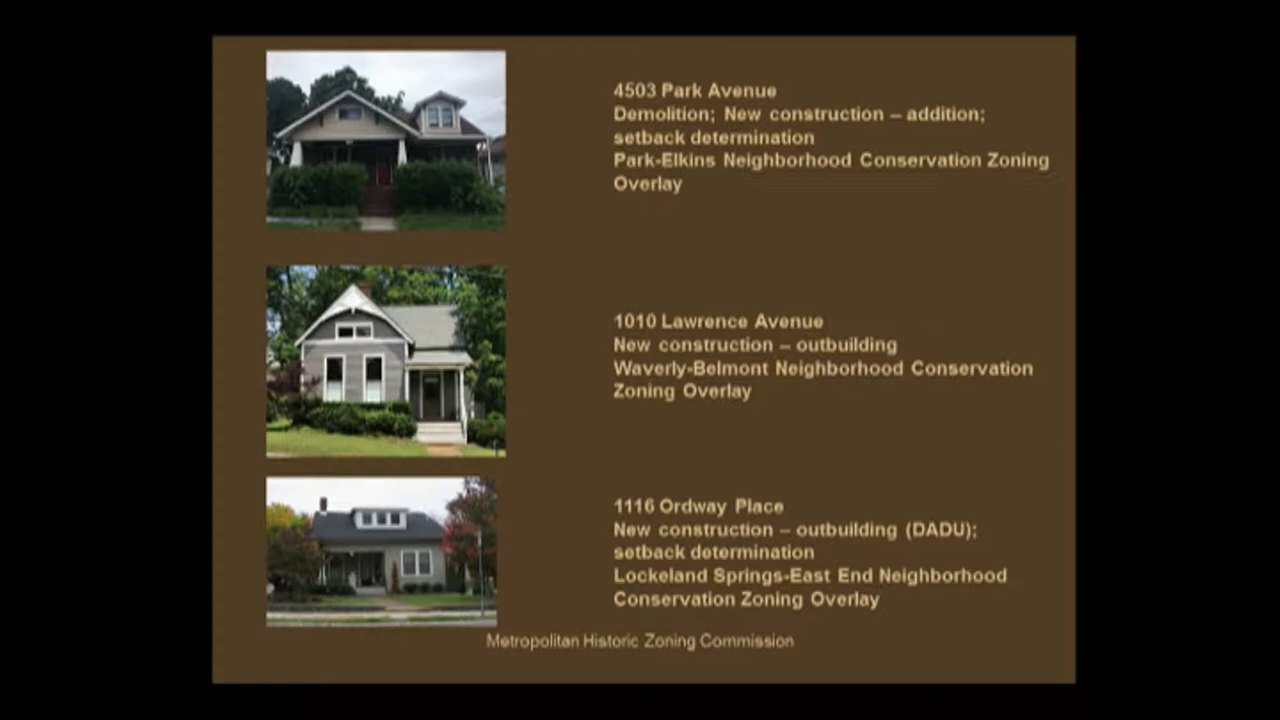 4503 Park Avenue
Demolition; New construction – addition;
setback determination
Park-Elkins Neighborhood Conservation Zoning
Overlay
1010 Lawrence Avenue
New construction – outbuilding
Waverly-Belmont Neighborhood Conservation
Zoning Overlay
1116 Ordway Place
New construction – outbuilding (DADU);
setback determination
Lockeland Springs-East End Neighborhood
Conservation Zoning Overlay
Metropolitan Historic Zoning Commission